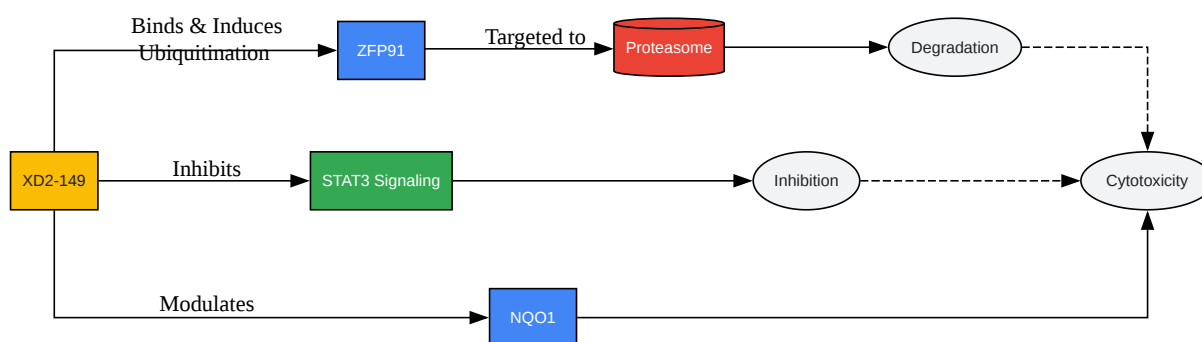 Binds & Induces
Ubiquitination
ZFP91
Targeted to
Proteasome
Degradation
XD2-149
Inhibits
STAT3 Signaling
Inhibition
Cytotoxicity
Modulates
NQO1